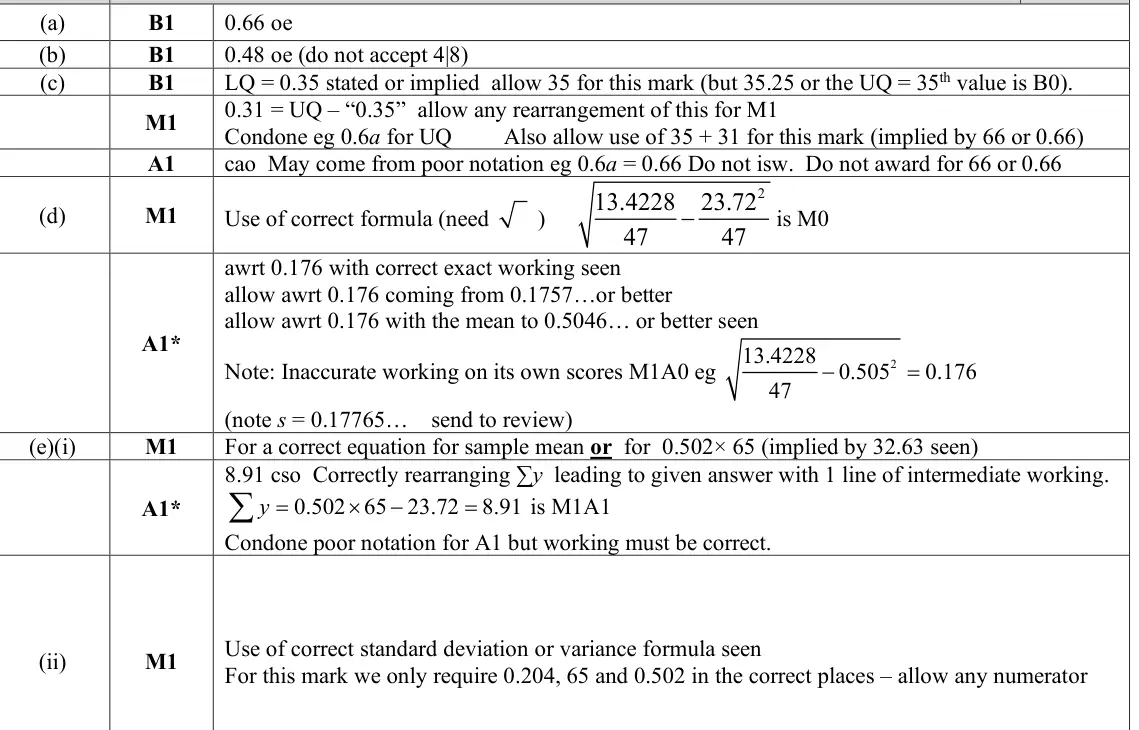 (a) B1 0.66 oe
(b) B1 0.48 oe (do not accept 4|8)
(c) B1 LQ = 0.35 stated or implied allow 35 for this mark (but 35.25 or the UQ = 35th value is B0).
M1 0.31 = UQ – “0.35” allow any rearrangement of this for M1
Condone eg 0.6a for UQ Also allow use of 35 + 31 for this mark (implied by 66 or 0.66)
A1 cao May come from poor notation eg 0.6a = 0.66 Do not isw. Do not award for 66 or 0.66
(d) M1 Use of correct formula (need √ ) √(13.4228/47 − 23.72²/47) is M0
A1* awrt 0.176 with correct exact working seen
allow awrt 0.176 coming from 0.1757…or better
allow awrt 0.176 with the mean to 0.5046… or better seen
Note: Inaccurate working on its own scores M1A0 eg √(13.4228/47 − 0.505²) = 0.176
(note s = 0.17765… send to review)
(e)(i) M1 For a correct equation for sample mean or for 0.502× 65 (implied by 32.63 seen)
A1* 8.91 cso Correctly rearranging ∑y leading to given answer with 1 line of intermediate working.
∑y = 0.502×65−23.72 = 8.91 is M1A1
Condone poor notation for A1 but working must be correct.
(ii) M1 Use of correct standard deviation or variance formula seen
For this mark we only require 0.204, 65 and 0.502 in the correct places – allow any numerator